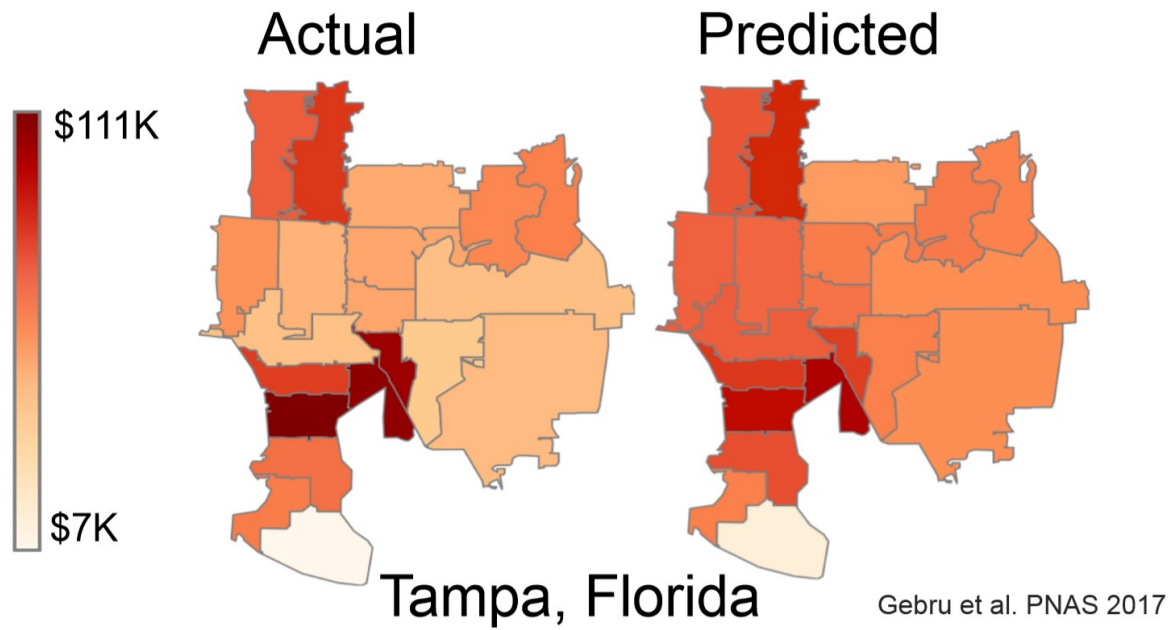 Actual
Predicted
$111K
$7K
Tampa, Florida
Gebru et al. PNAS 2017